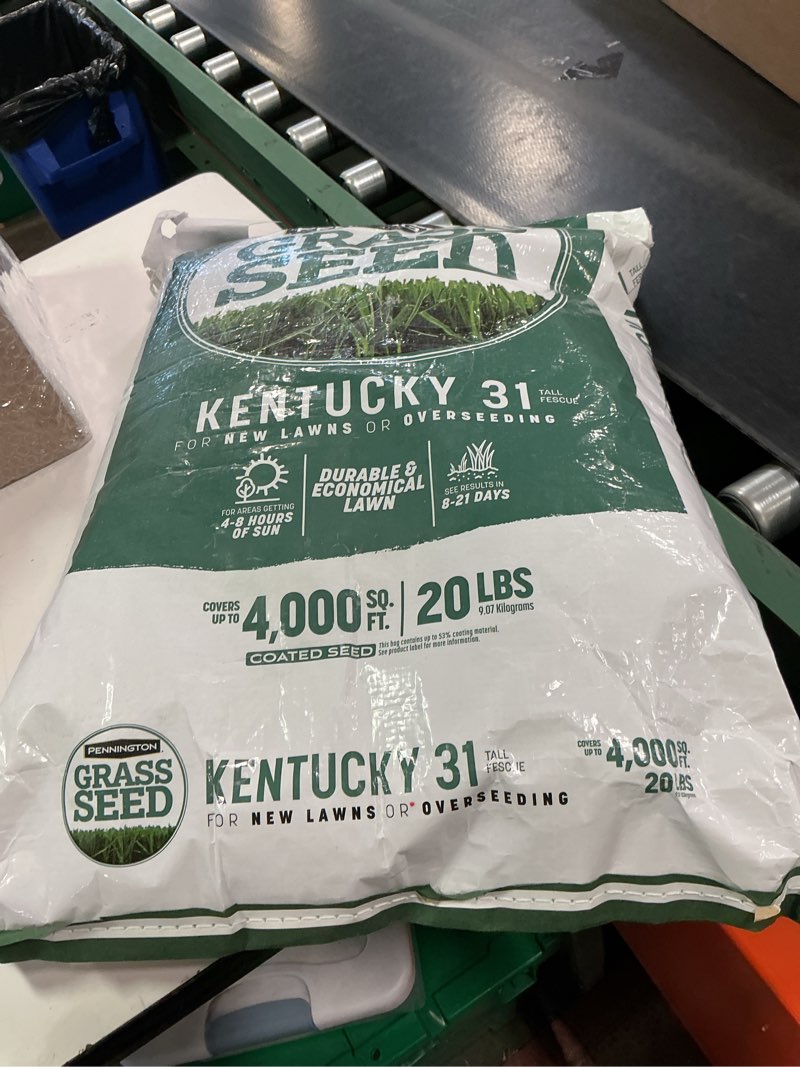 GRASS
SEED
KENTUCKY 31 TALL FESCUE
FOR NEW LAWNS OR OVERSEEDING
FOR AREAS GETTING
4-8 HOURS
OF SUN
DURABLE &
ECONOMICAL
LAWN
SEE RESULTS IN
8-21 DAYS
COVERS UP TO 4,000 SQ. FT.
20 LBS
9.07 Kilograms
COATED SEED
This bag contains up to 53% coating material.
See product label for more information.
PENNINGTON
GRASS
SEED
KENTUCKY 31 TALL FESCUE
FOR NEW LAWNS OR OVERSEEDING
COVERS UP TO 4,000 SQ. FT.
20 LBS